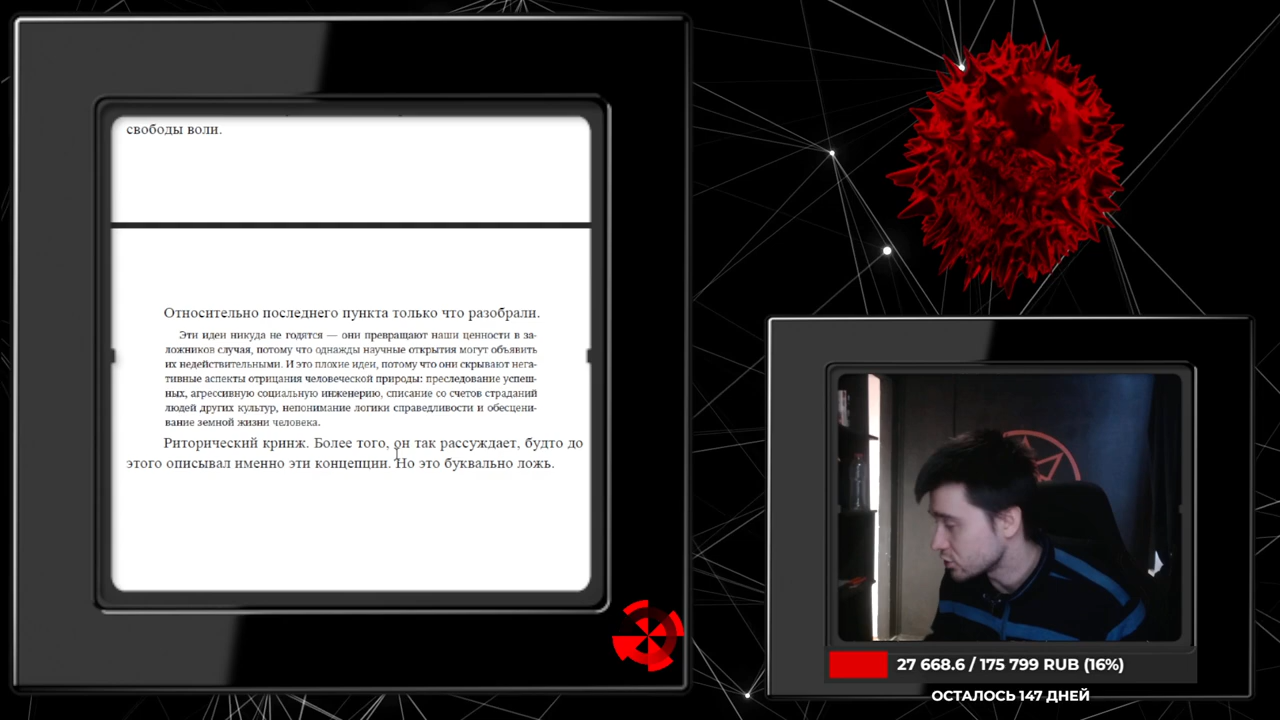 свободы воли.
Относительно последнего пункта только что разобрали.
Эти идеи никуда не годятся — они превращают наши ценности в за-
ложников случая, потому что однажды научные открытия могут объявить
их недействительными. И это плохие идеи, потому что они скрывают нега-
тивные аспекты отрицания человеческой природы: преследование успеш-
ных, агрессивную социальную инженерию, списание со счетов страданий
людей других культур, непонимание логики справедливости и обесцени-
вание земной жизни человека.
Риторический кринж. Более того, он так рассуждает, будто до
этого описывал именно эти концепции. Но это буквально ложь.
27 668.6 / 175 799 RUB (16%)
ОСТАЛОСЬ 147 ДНЕЙ